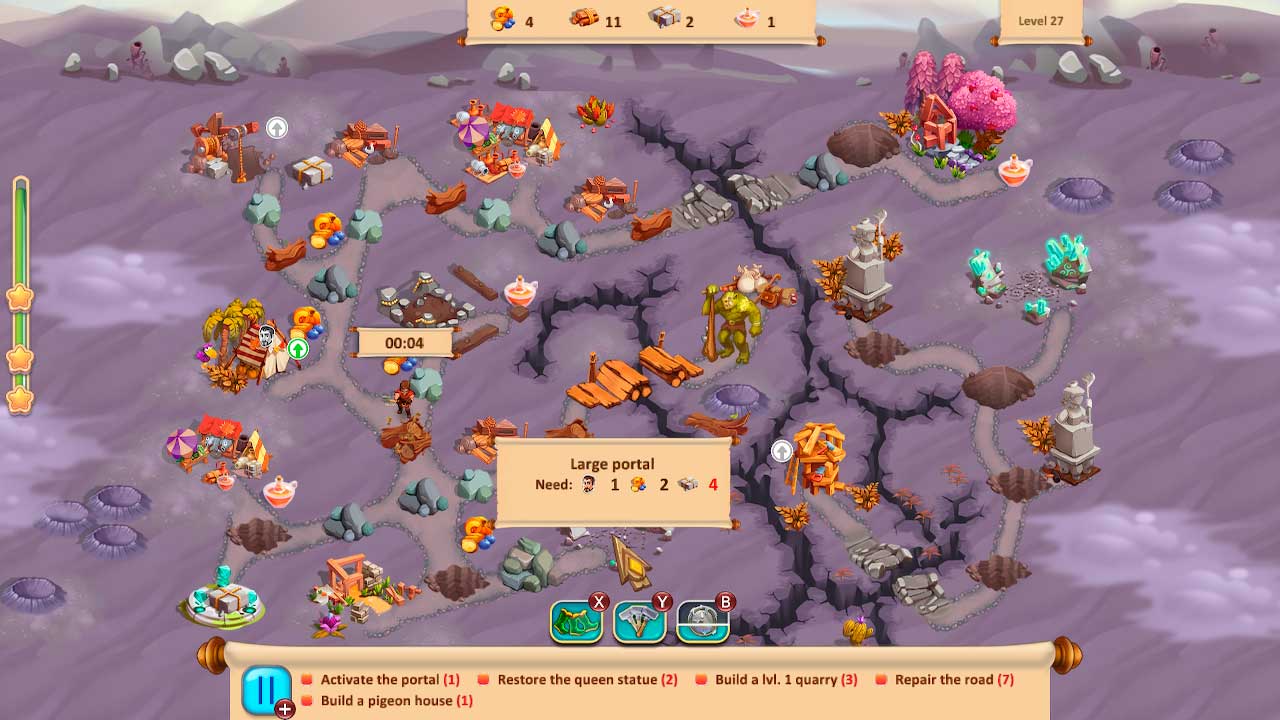 4 11 2 1
Level 27
00:04
Large portal
Need: 1 2 4
X Y B
Activate the portal (1) Restore the queen statue (2) Build a lvl. 1 quarry (3) Repair the road (7)
Build a pigeon house (1)